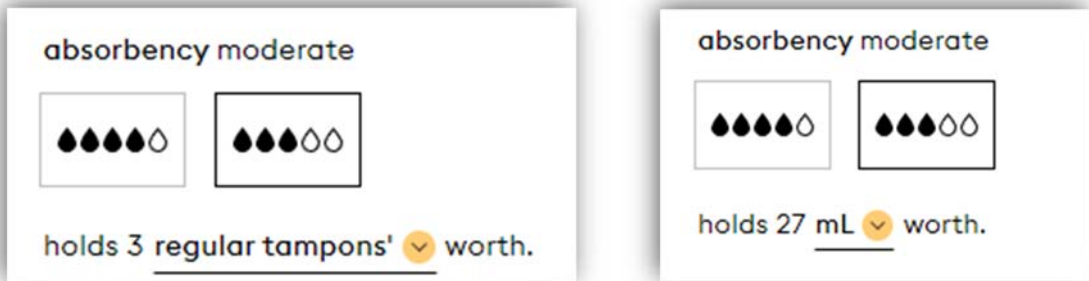 absorbency moderate
holds 3 regular tampons' worth.
absorbency moderate
holds 27 mL worth.